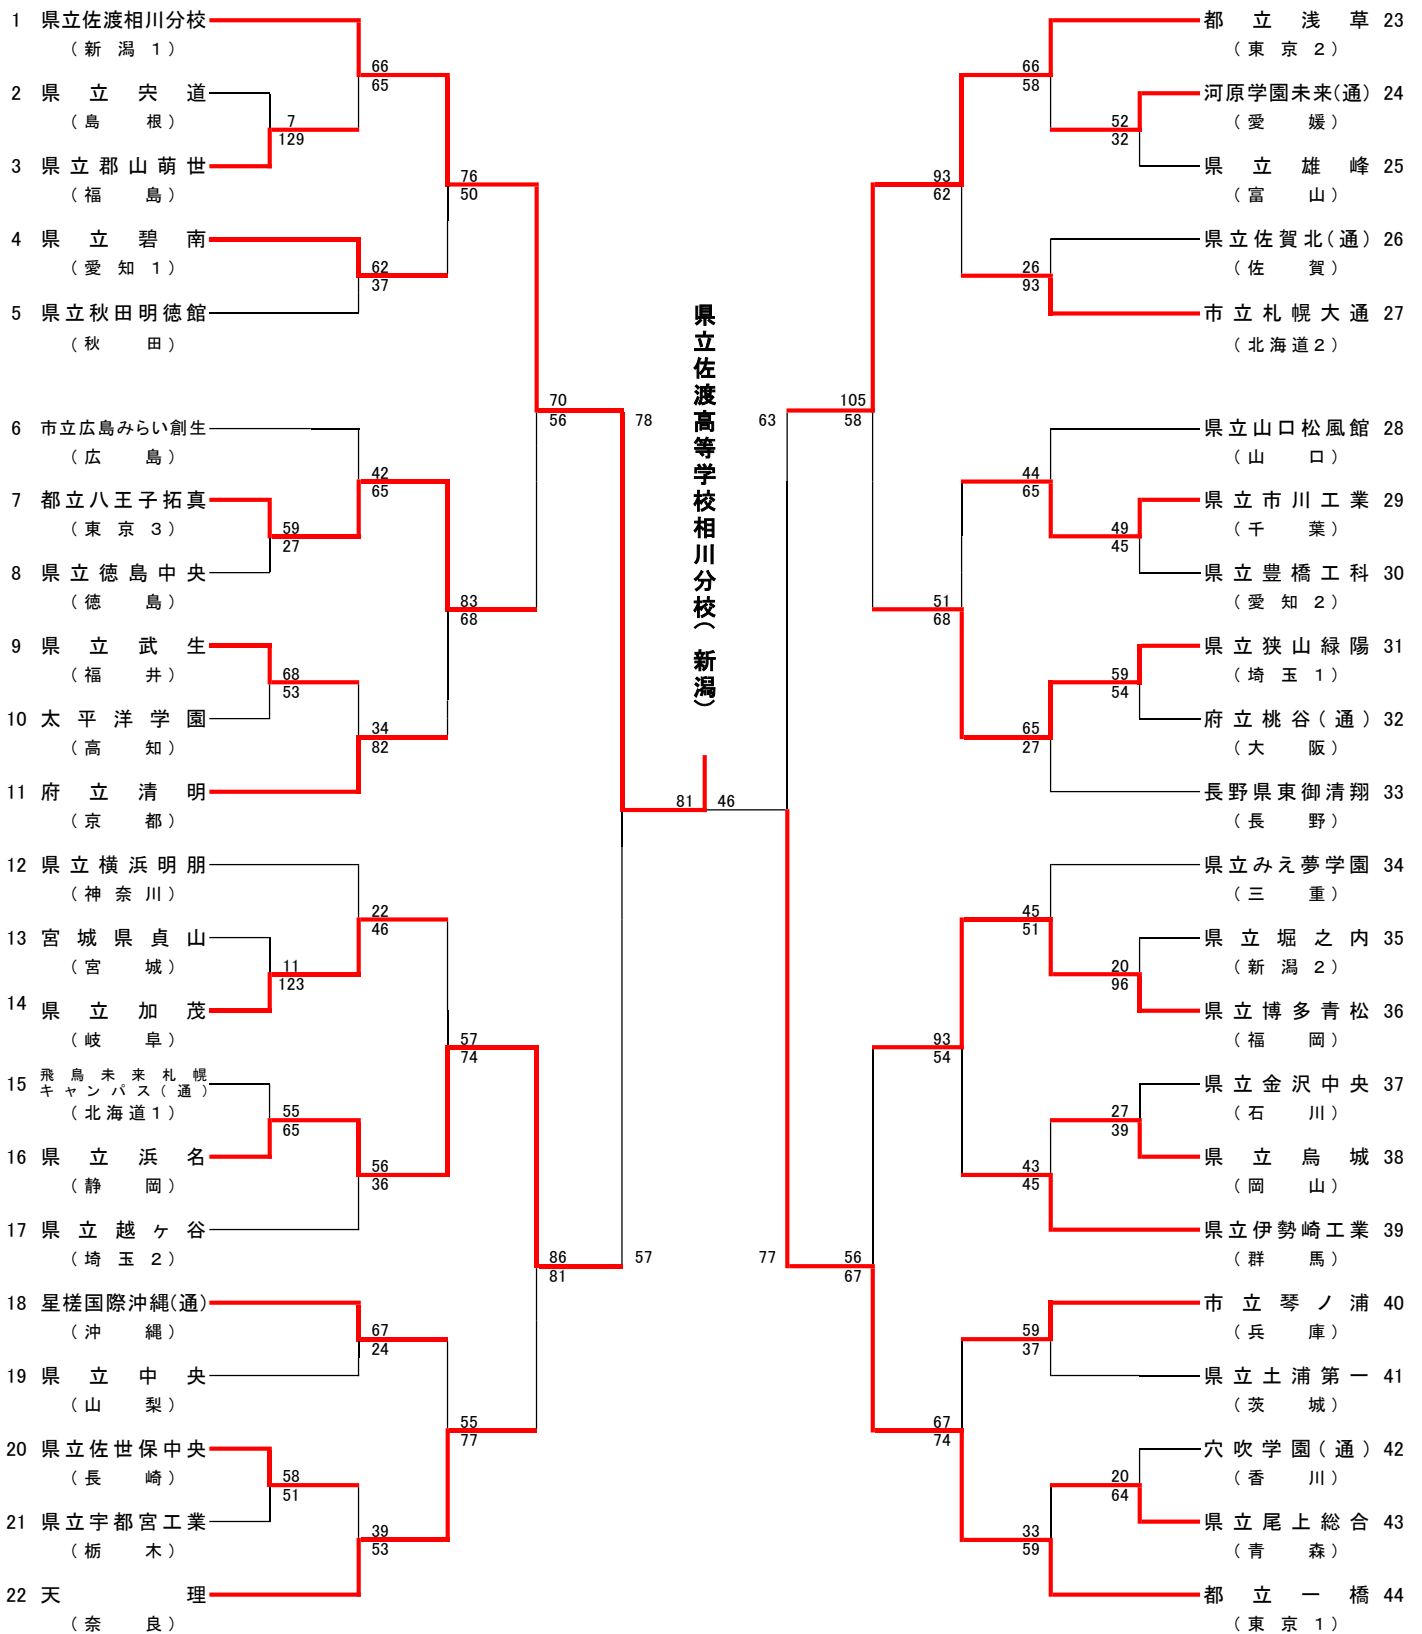 1 県立佐渡相川分校
（新潟1）
66
65
2 県立宍道
（島根）
7
129
3 県立郡山萌世
（福島）
76
50
4 県立碧南
（愛知1）
62
37
5 県立秋田明徳館
（秋田）
70
56
78
6 市立広島みらい創生
（広島）
42
65
7 都立八王子拓真
（東京3）
59
27
8 県立徳島中央
（徳島）
83
68
9 県立武生
（福井）
68
53
10 太平洋学園
（高知）
34
82
11 府立清明
（京都）
81
46
12 県立横浜明朋
（神奈川）
22
46
13 宮城県貞山
（宮城）
11
123
14 県立加茂
（岐阜）
57
74
15 飛鳥未来札幌
キャンパス（通）
（北海道1）
55
65
16 県立浜名
（静岡）
56
36
17 県立越ヶ谷
（埼玉2）
86
81
57
18 星槎国際沖縄(通)
（沖縄）
67
24
19 県立中央
（山梨）
55
77
20 県立佐世保中央
（長崎）
58
51
21 県立宇都宮工業
（栃木）
39
53
22 天理
（奈良）
県立佐渡高等学校相川分校（新潟）
都立浅草 23
（東京2）
66
58
河原学園未来(通) 24
（愛媛）
52
32
県立雄峰 25
（富山）
93
62
県立佐賀北(通) 26
（佐賀）
26
93
市立札幌大通 27
（北海道2）
63
105
58
県立山口松風館 28
（山口）
44
65
県立市川工業 29
（千葉）
49
45
県立豊橋工科 30
（愛知2）
51
68
県立狭山緑陽 31
（埼玉1）
59
54
府立桃谷(通) 32
（大阪）
65
27
長野県東御清翔 33
（長野）
県立みえ夢学園 34
（三重）
45
51
県立堀之内 35
（新潟2）
20
96
県立博多青松 36
（福岡）
93
54
県立金沢中央 37
（石川）
27
39
県立烏城 38
（岡山）
43
45
県立伊勢崎工業 39
（群馬）
77
56
67
市立琴ノ浦 40
（兵庫）
59
37
県立土浦第一 41
（茨城）
67
74
穴吹学園(通) 42
（香川）
20
64
県立尾上総合 43
（青森）
33
59
都立一橋 44
（東京1）